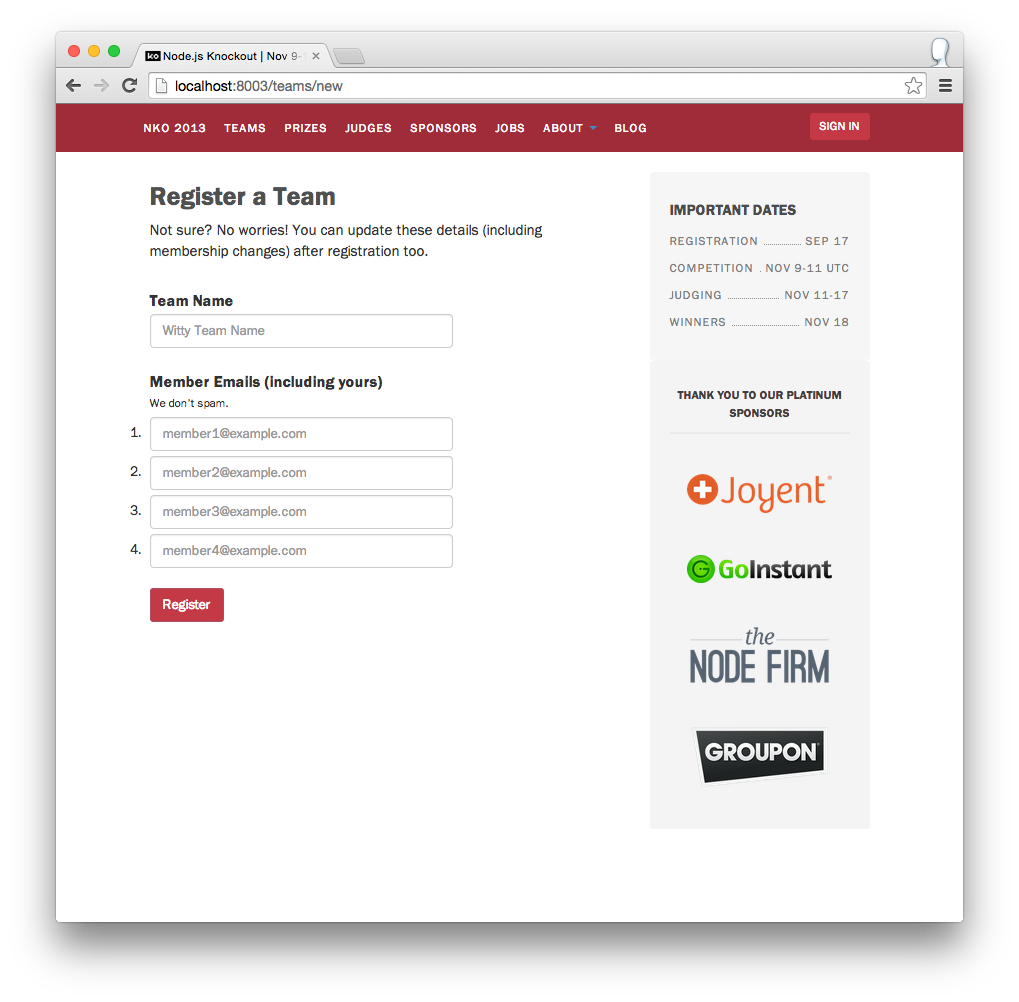 ko Node.js Knockout | Nov 9-
localhost:8003/teams/new
NKO 2013 TEAMS PRIZES JUDGES SPONSORS JOBS ABOUT BLOG SIGN IN
Register a Team
Not sure? No worries! You can update these details (including
membership changes) after registration too.
Team Name
Witty Team Name
Member Emails (including yours)
We don't spam.
1. member1@example.com
2. member2@example.com
3. member3@example.com
4. member4@example.com
Register
IMPORTANT DATES
REGISTRATION SEP 17
COMPETITION NOV 9-11 UTC
JUDGING NOV 11-17
WINNERS NOV 18
THANK YOU TO OUR PLATINUM
SPONSORS
Joyent
GoInstant
the
NODE FIRM
GROUPON